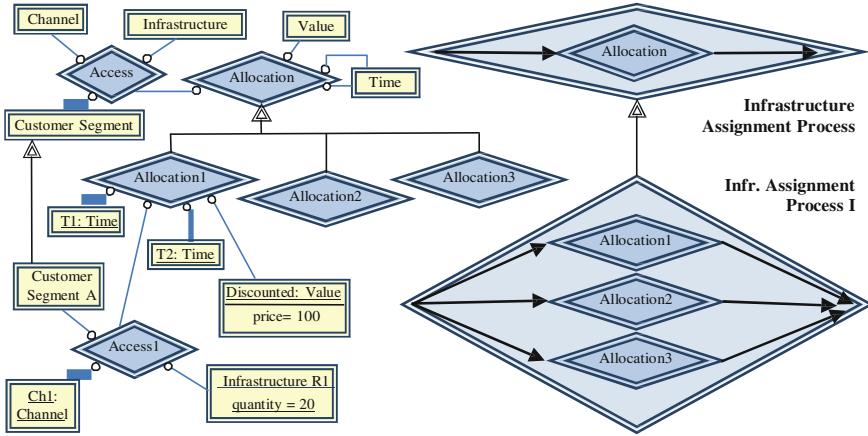 Channel
Infrastructure
Value
Access
Allocation
Time
Customer Segment
Allocation
Infrastructure
Assignment Process
Allocation1
Allocation2
Allocation3
T1: Time
T2: Time
Infr. Assignment
Process I
Customer
Segment A
Discounted: Value
price= 100
Access1
Ch1:
Channel
Infrastructure R1
quantity = 20
Allocation1
Allocation2
Allocation3